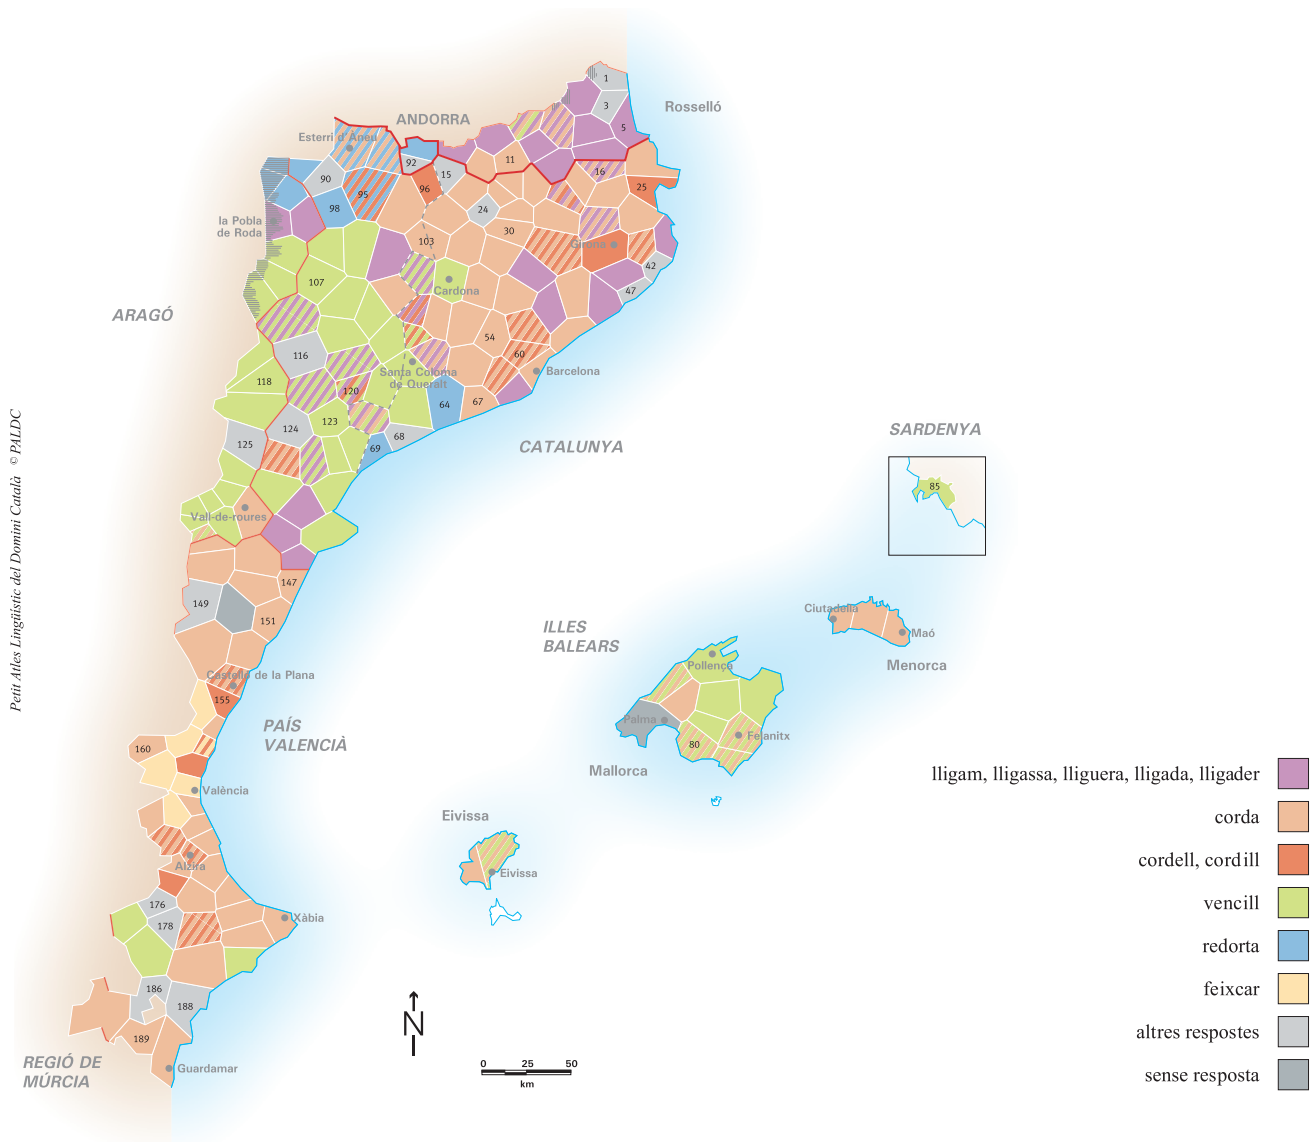 1
Rosselló
3
ANDORRA
5
Esterri d'Àneu
92
11
15
16
90
95
96
25
98
24
la Pobla
de Roda
30
103
Girona
42
107
Cardona
47
ARAGÓ
54
116
60
Santa Coloma
de Queralt
Barcelona
118
120
64
67
123
124
68
125
69
CATALUNYA
SARDENYA
85
Vall-de-roures
147
149
151
Ciutadella
Maó
Menorca
ILLES
BALEARS
Pollença
Castelló de la Plana
155
Palma
PAÍS
VALENCIÀ
80
Felanitx
160
Mallorca
València
Eivissa
Alzira
Eivissa
176
178
Xàbia
186
188
189
N
REGIÓ DE
MÚRCIA
Guardamar
0 25 50
km
Petit Atles Lingüístic del Domini Català © PALDC
lligam, lligassa, lliguera, lligada, lligader
corda
cordell, cordill
vencill
redorta
feixcar
altres respostes
sense resposta